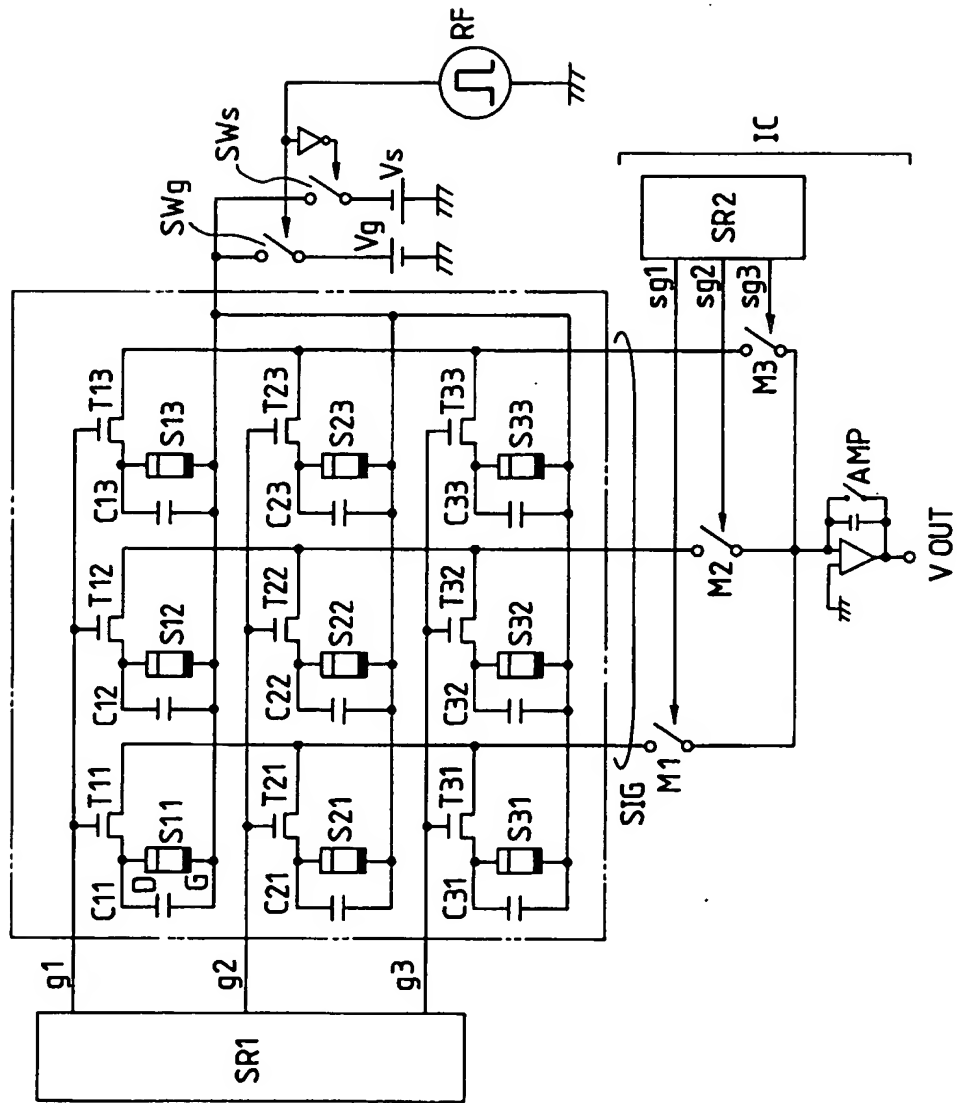 RF
SWg
SWs
Vg
Vs
g1
T11
T12
T13
C11
D
S11
G
C12
S12
C13
S13
g2
T21
T22
T23
C21
S21
C22
S22
C23
S23
g3
T31
T32
T33
C31
S31
C32
S32
C33
S33
SR1
SIG
sg1
sg2
sg3
SR2
IC
M1
M2
M3
AMP
V OUT